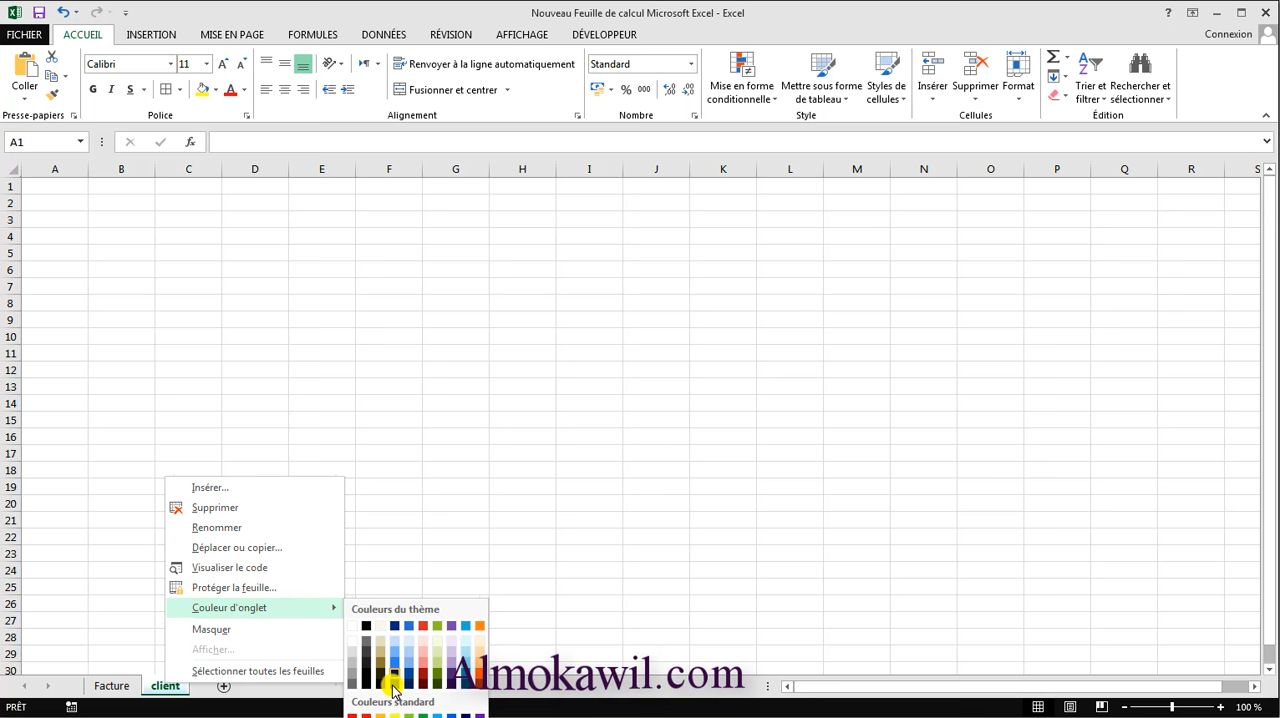 Nouveau Feuille de calcul Microsoft Excel - Excel
FICHIER ACCUEIL INSERTION MISE EN PAGE FORMULES DONNÉES RÉVISION AFFICHAGE DÉVELOPPEUR Connexion
Calibri 11 Renvoyer à la ligne automatiquement Standard
Coller
G I S A Fusionner et centrer % 000
Mise en forme conditionnelle
Mettre sous forme de tableau
Styles de cellules
Insérer Supprimer Format
Trier et filtrer
Rechercher et sélectionner
Presse-papiers Police Alignement Nombre Style Cellules Édition
A1 fx
A B C D E F G H I J K L M N O P Q R S
1
2
3
4
5
6
7
8
9
10
11
12
13
14
15
16
17
18
19
20
21
22
23
24
25
26
27
28
29
30
Insérer...
Supprimer
Renommer
Déplacer ou copier...
Visualiser le code
Protéger la feuille...
Couleur d'onglet
Masquer
Afficher...
Sélectionner toutes les feuilles
Couleurs du thème
Couleurs standard
Almokawil.com
Facture client
PRÊT 100 %